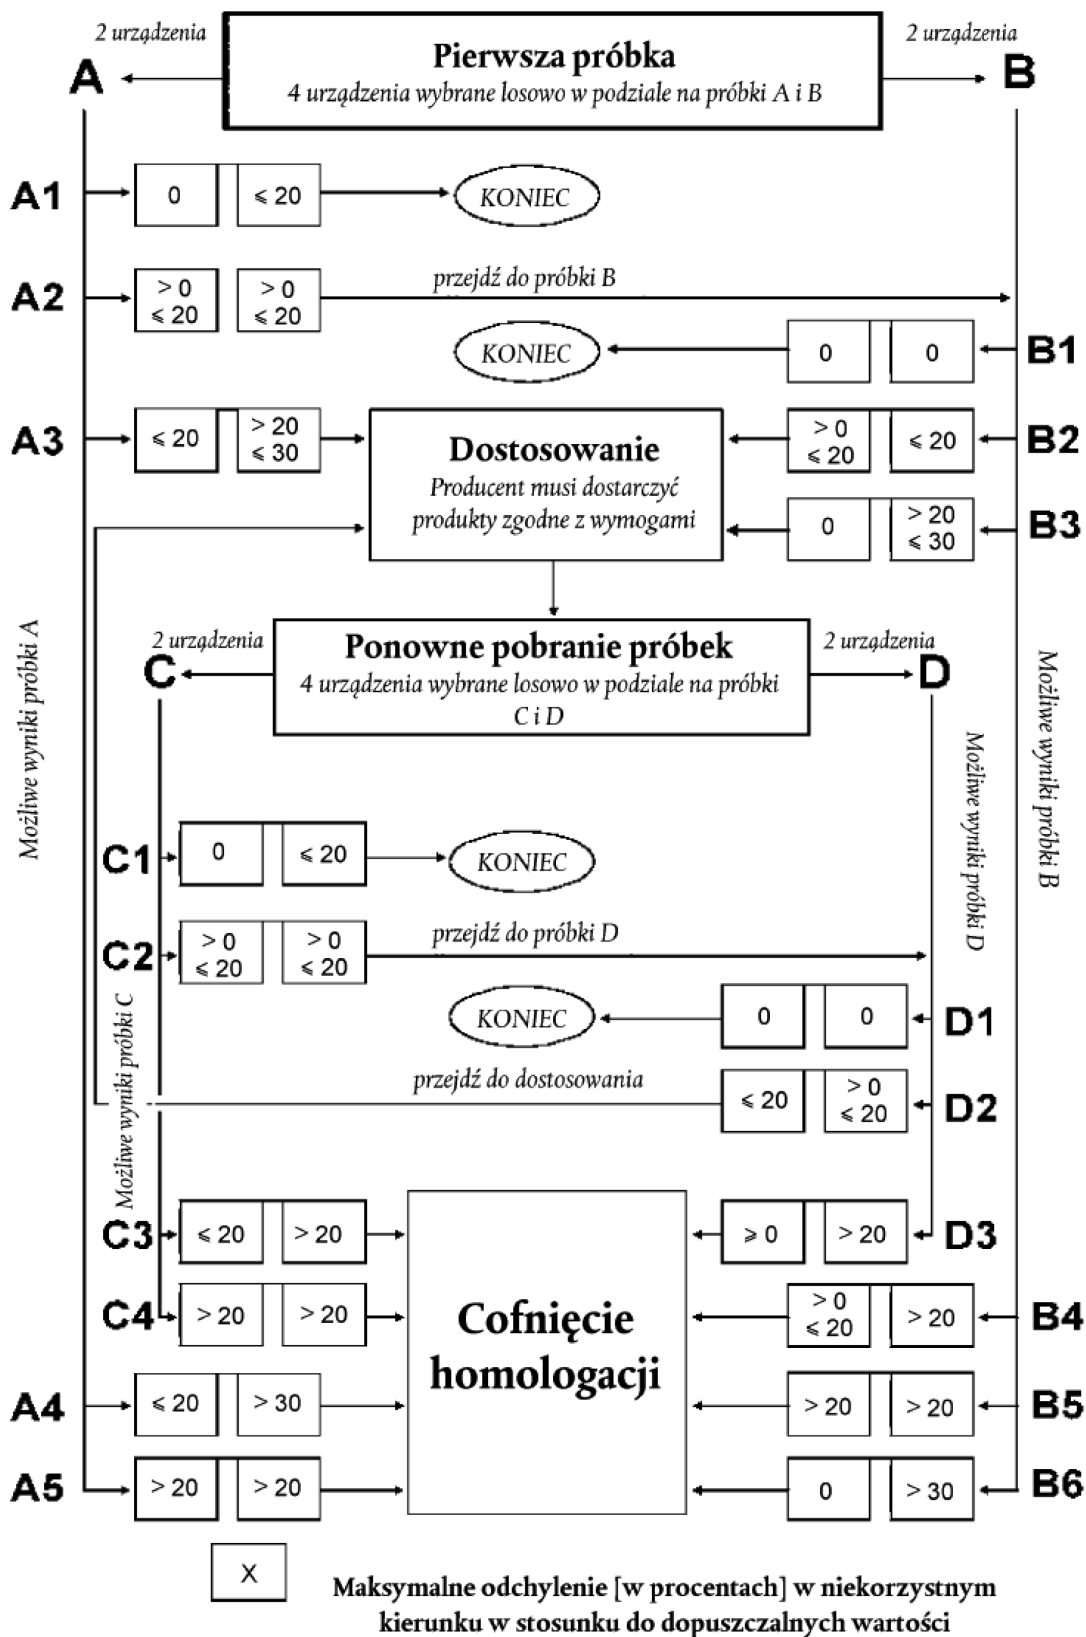 2 urządzenia
2 urządzenia
A
Pierwsza próbka
4 urządzenia wybrane losowo w podziale na próbki A i B
B
A1
0
≤ 20
KONIEC
A2
> 0
≤ 20
> 0
≤ 20
przejdź do próbki B
KONIEC
0
0
B1
A3
≤ 20
> 20
≤ 30
Dostosowanie
Producent musi dostarczyć
produkty zgodne z wymogami
> 0
≤ 20
≤ 20
B2
0
> 20
≤ 30
B3
Możliwe wyniki próbki A
2 urządzenia
C
Ponowne pobranie próbek
4 urządzenia wybrane losowo w podziale na próbki
C i D
2 urządzenia
D
Możliwe wyniki próbki B
Możliwe wyniki próbki D
C1
0
≤ 20
KONIEC
C2
> 0
≤ 20
> 0
≤ 20
przejdź do próbki D
Możliwe wyniki próbki C
KONIEC
0
0
D1
przejdź do dostosowania
≤ 20
> 0
≤ 20
D2
C3
≤ 20
> 20
Cofnięcie
homologacji
≥ 0
> 20
D3
C4
> 20
> 20
> 0
≤ 20
> 20
B4
A4
≤ 20
> 30
> 20
> 20
B5
A5
> 20
> 20
0
> 30
B6
X
Maksymalne odchylenie [w procentach] w niekorzystnym
kierunku w stosunku do dopuszczalnych wartości